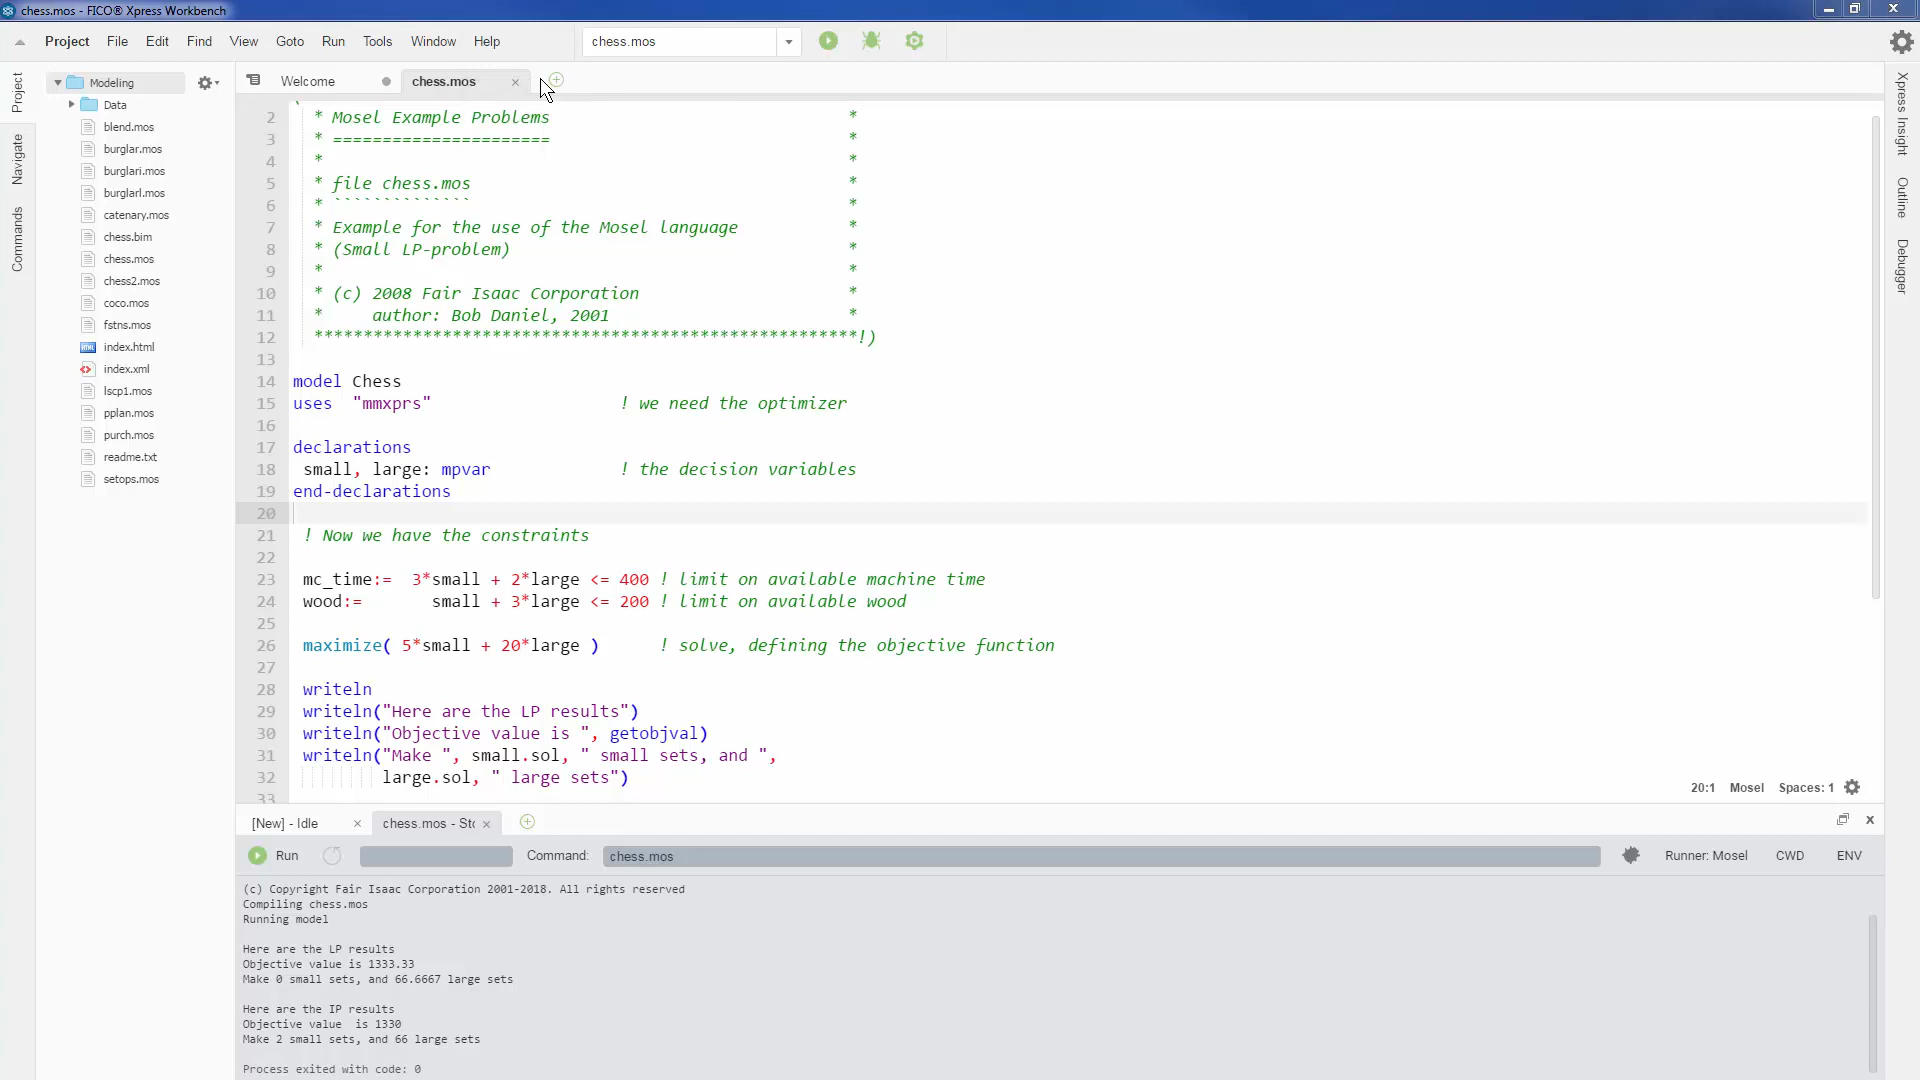 chess.mos - FICO® Xpress Workbench
Project File Edit Find View Goto Run Tools Window Help chess.mos
Project
Navigate
Commands
Modeling
Data
blend.mos
burglar.mos
burglari.mos
burglarl.mos
catenary.mos
chess.bim
chess.mos
chess2.mos
coco.mos
fstns.mos
index.html
index.xml
lscp1.mos
pplan.mos
purch.mos
readme.txt
setops.mos
Welcome chess.mos
2 * Mosel Example Problems *
3 * ====================== *
4 * *
5 * file chess.mos *
6 * `````````````` *
7 * Example for the use of the Mosel language *
8 * (Small LP-problem) *
9 * *
10 * (c) 2008 Fair Isaac Corporation *
11 * author: Bob Daniel, 2001 *
12 *******************************************************!)
13
14 model Chess
15 uses "mmxprs" ! we need the optimizer
16
17 declarations
18 small, large: mpvar ! the decision variables
19 end-declarations
20
21 ! Now we have the constraints
22
23 mc_time:= 3*small + 2*large <= 400 ! limit on available machine time
24 wood:= small + 3*large <= 200 ! limit on available wood
25
26 maximize( 5*small + 20*large ) ! solve, defining the objective function
27
28 writeln
29 writeln("Here are the LP results")
30 writeln("Objective value is ", getobjval)
31 writeln("Make ", small.sol, " small sets, and ",
32 large.sol, " large sets")
33
20:1 Mosel Spaces: 1
Xpress Insight
Outline
Debugger
[New] - Idle chess.mos - Sto
Run Command: chess.mos Runner: Mosel CWD ENV
(c) Copyright Fair Isaac Corporation 2001-2018. All rights reserved
Compiling chess.mos
Running model
Here are the LP results
Objective value is 1333.33
Make 0 small sets, and 66.6667 large sets
Here are the IP results
Objective value  is 1330
Make 2 small sets, and 66 large sets
Process exited with code: 0